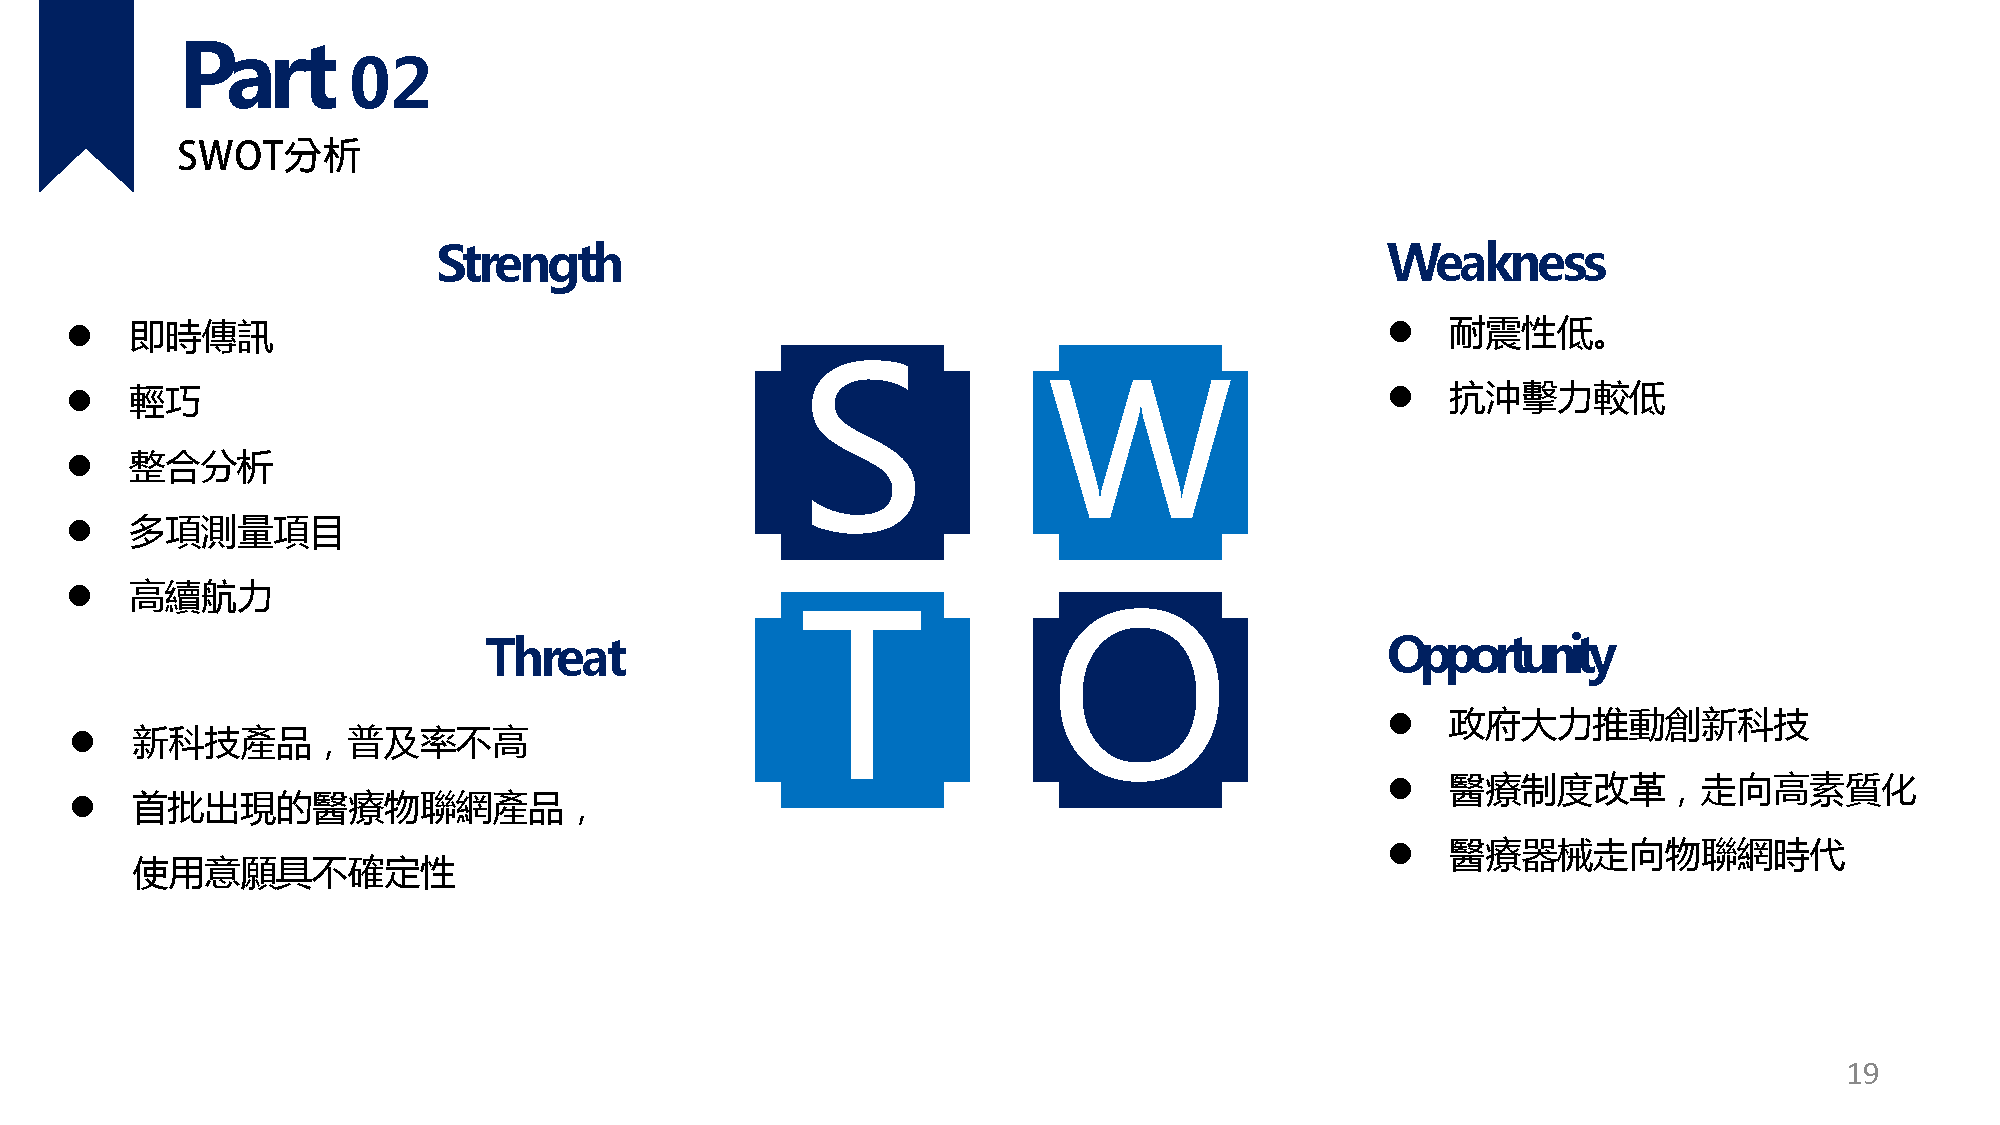 Part 02
SWOT分析
Strength
● 即時傳訊
● 輕巧
● 整合分析
● 多項測量項目
● 高續航力
Weakness
● 耐震性低。
● 抗沖擊力較低
S
W
T
O
Threat
● 新科技產品，普及率不高
● 首批出現的醫療物聯網產品，
使用意願具不確定性
Opportunity
● 政府大力推動創新科技
● 醫療制度改革，走向高素質化
● 醫療器械走向物聯網時代
19